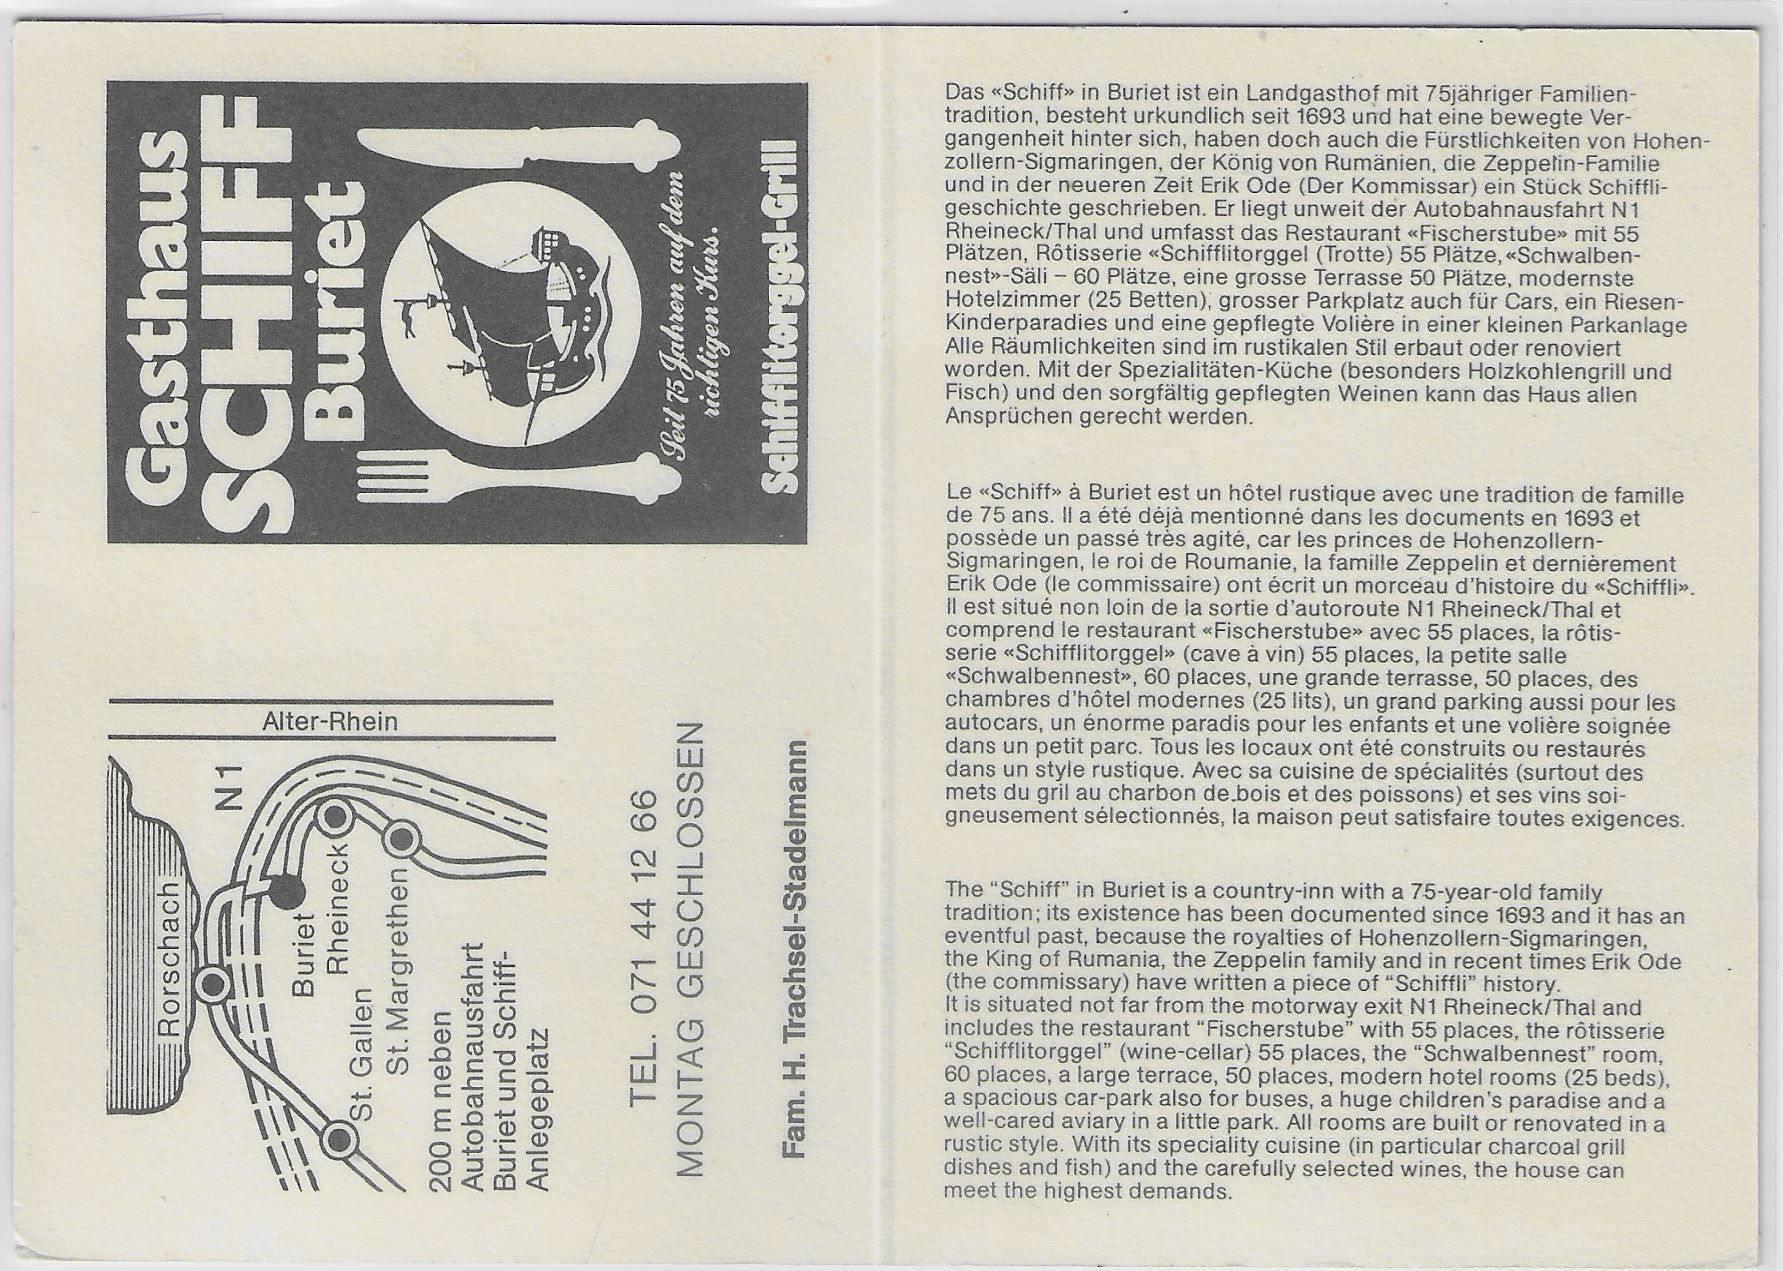 Gasthaus
SCHIFF
Buriet
Seit 75 Jahren auf dem
richtigen Kurs.
Schifflitorggel-Grill
Alter-Rhein
N 1
Rorschach
Buriet
Rheineck
St. Gallen
St. Margrethen
200 m neben
Autobahnausfahrt
Buriet und Schiff-
Anlegeplatz
TEL. 071 44 12 66
MONTAG GESCHLOSSEN
Fam. H. Trachsel-Stadelmann
Das «Schiff» in Buriet ist ein Landgasthof mit 75jähriger Familien-
tradition, besteht urkundlich seit 1693 und hat eine bewegte Ver-
gangenheit hinter sich, haben doch auch die Fürstlichkeiten von Hohen-
zollern-Sigmaringen, der König von Rumänien, die Zeppelin-Familie
und in der neueren Zeit Erik Ode (Der Kommissar) ein Stück Schiffli-
geschichte geschrieben. Er liegt unweit der Autobahnausfahrt N1
Rheineck/Thal und umfasst das Restaurant «Fischerstube» mit 55
Plätzen, Rôtisserie «Schifflitorggel (Trotte) 55 Plätze, «Schwalben-
nest»-Säli – 60 Plätze, eine grosse Terrasse 50 Plätze, modernste
Hotelzimmer (25 Betten), grosser Parkplatz auch für Cars, ein Riesen-
Kinderparadies und eine gepflegte Volière in einer kleinen Parkanlage
Alle Räumlichkeiten sind im rustikalen Stil erbaut oder renoviert
worden. Mit der Spezialitäten-Küche (besonders Holzkohlengrill und
Fisch) und den sorgfältig gepflegten Weinen kann das Haus allen
Ansprüchen gerecht werden.
Le «Schiff» à Buriet est un hôtel rustique avec une tradition de famille
de 75 ans. Il a été déjà mentionné dans les documents en 1693 et
possède un passé très agité, car les princes de Hohenzollern-
Sigmaringen, le roi de Roumanie, la famille Zeppelin et dernièrement
Erik Ode (le commissaire) ont écrit un morceau d'histoire du «Schiffli».
Il est situé non loin de la sortie d'autoroute N1 Rheineck/Thal et
comprend le restaurant «Fischerstube» avec 55 places, la rôtis-
serie «Schifflitorggel» (cave à vin) 55 places, la petite salle
«Schwalbennest», 60 places, une grande terrasse, 50 places, des
chambres d'hôtel modernes (25 lits), un grand parking aussi pour les
autocars, un énorme paradis pour les enfants et une volière soignée
dans un petit parc. Tous les locaux ont été construits ou restaurés
dans un style rustique. Avec sa cuisine de spécialités (surtout des
mets du gril au charbon de bois et des poissons) et ses vins soi-
gneusement sélectionnés, la maison peut satisfaire toutes exigences.
The “Schiff” in Buriet is a country-inn with a 75-year-old family
tradition; its existence has been documented since 1693 and it has an
eventful past, because the royalties of Hohenzollern-Sigmaringen,
the King of Rumania, the Zeppelin family and in recent times Erik Ode
(the commissary) have written a piece of “Schiffli” history.
It is situated not far from the motorway exit N1 Rheineck/Thal and
includes the restaurant “Fischerstube” with 55 places, the rôtisserie
“Schifflitorggel” (wine-cellar) 55 places, the “Schwalbennest” room,
60 places, a large terrace, 50 places, modern hotel rooms (25 beds),
a spacious car-park also for buses, a huge children's paradise and a
well-cared aviary in a little park. All rooms are built or renovated in a
rustic style. With its speciality cuisine (in particular charcoal grill
dishes and fish) and the carefully selected wines, the house can
meet the highest demands.